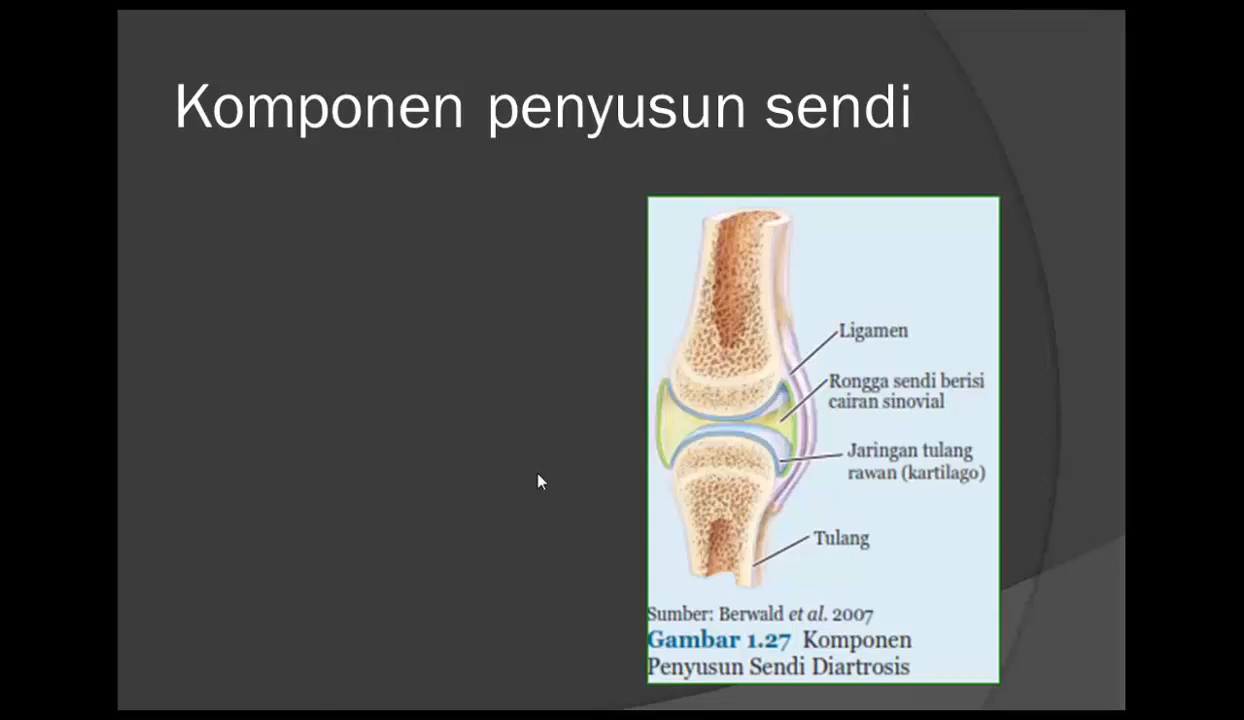 Komponen penyusun sendi
Ligamen
Rongga sendi berisi
cairan sinovial
Jaringan tulang
rawan (kartilago)
Tulang
Sumber: Berwald et al. 2007
Gambar 1.27 Komponen
Penyusun Sendi Diartrosis